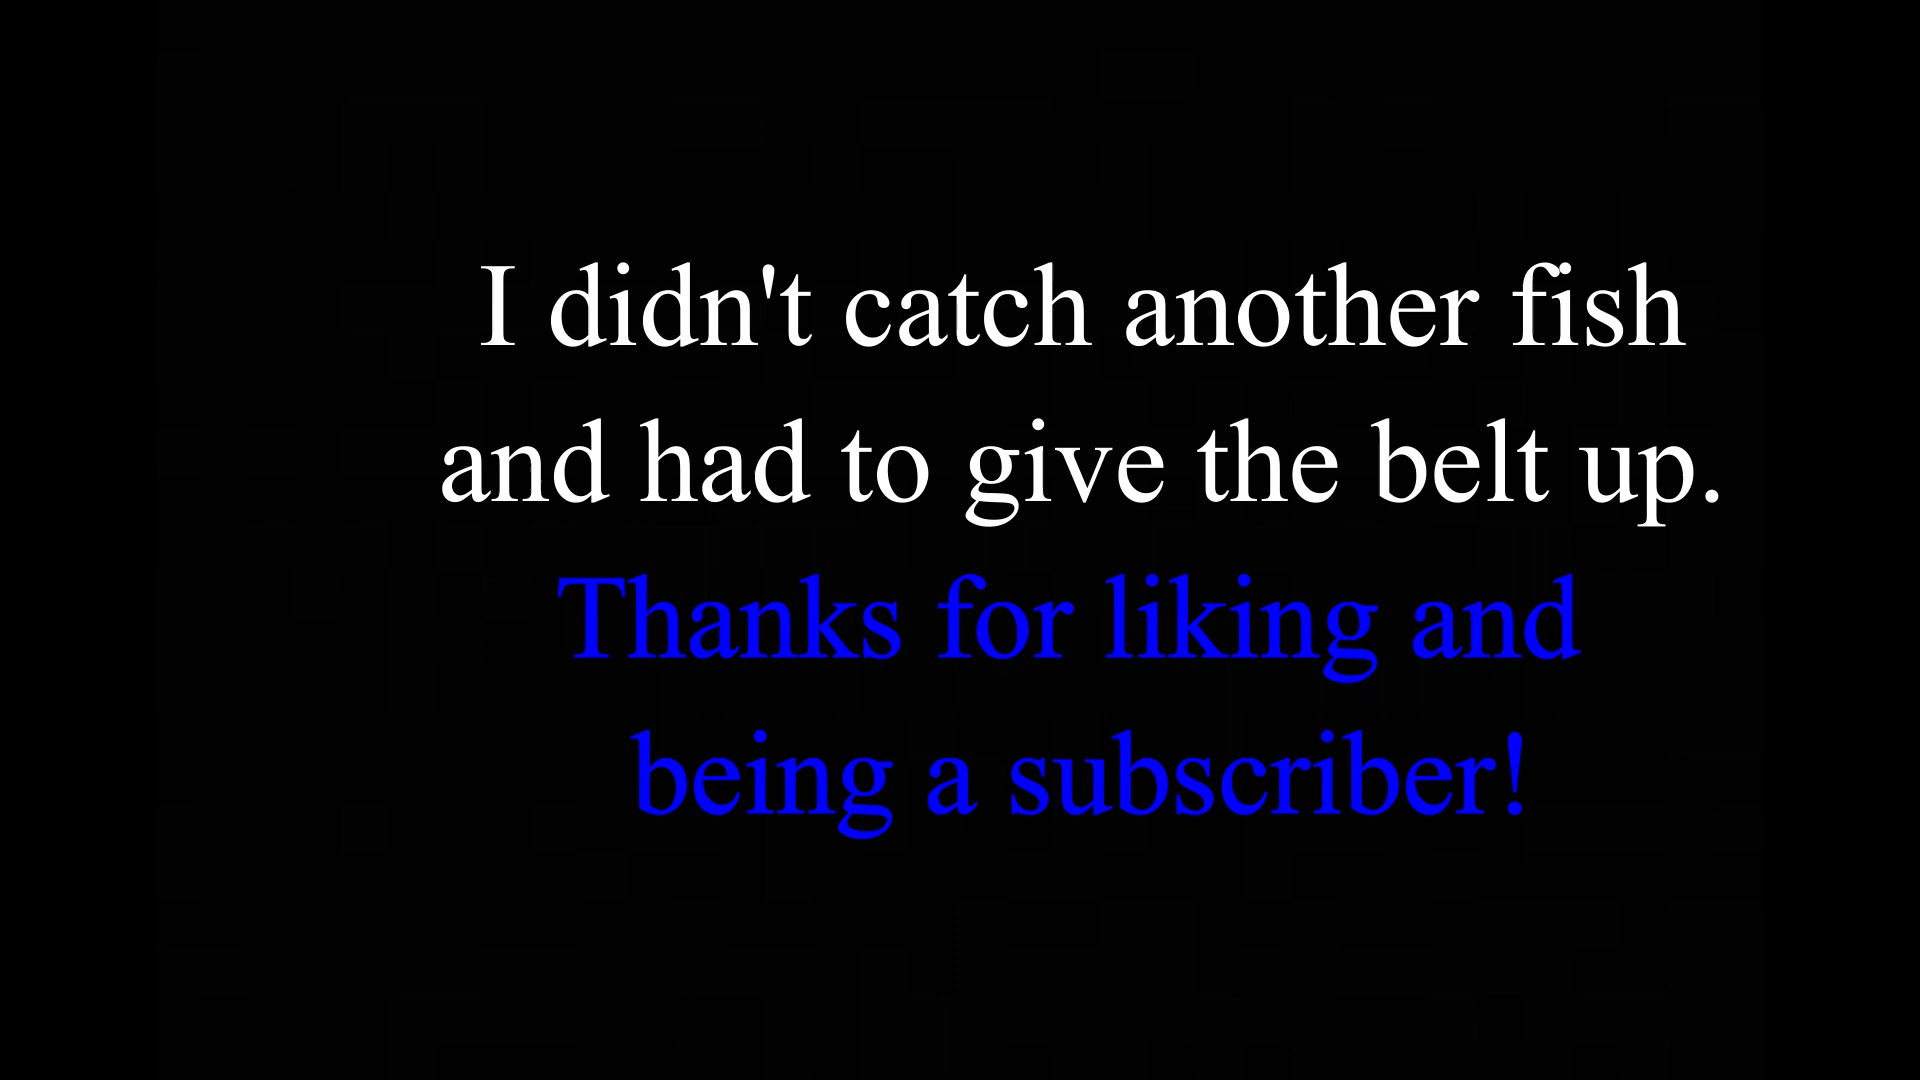 I didn't catch another fish
and had to give the belt up.
Thanks for liking and
being a subscriber!